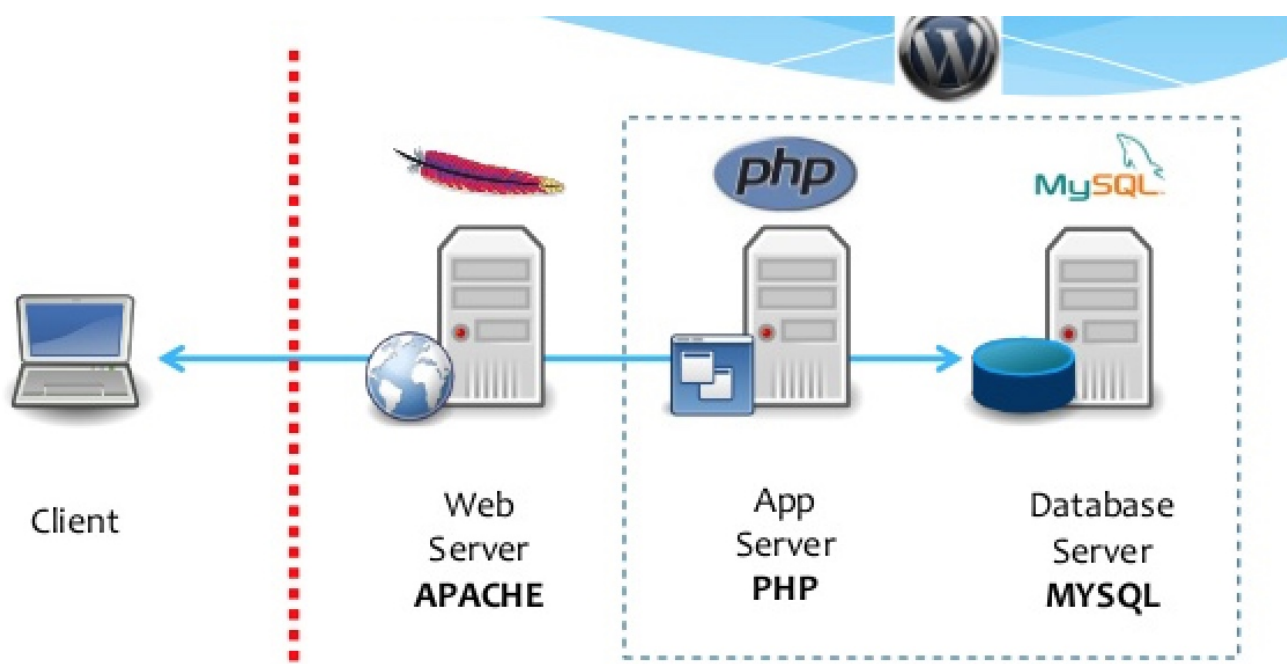 W
php
MySQL
Client
Web
Server
APACHE
App
Server
PHP
Database
Server
MYSQL